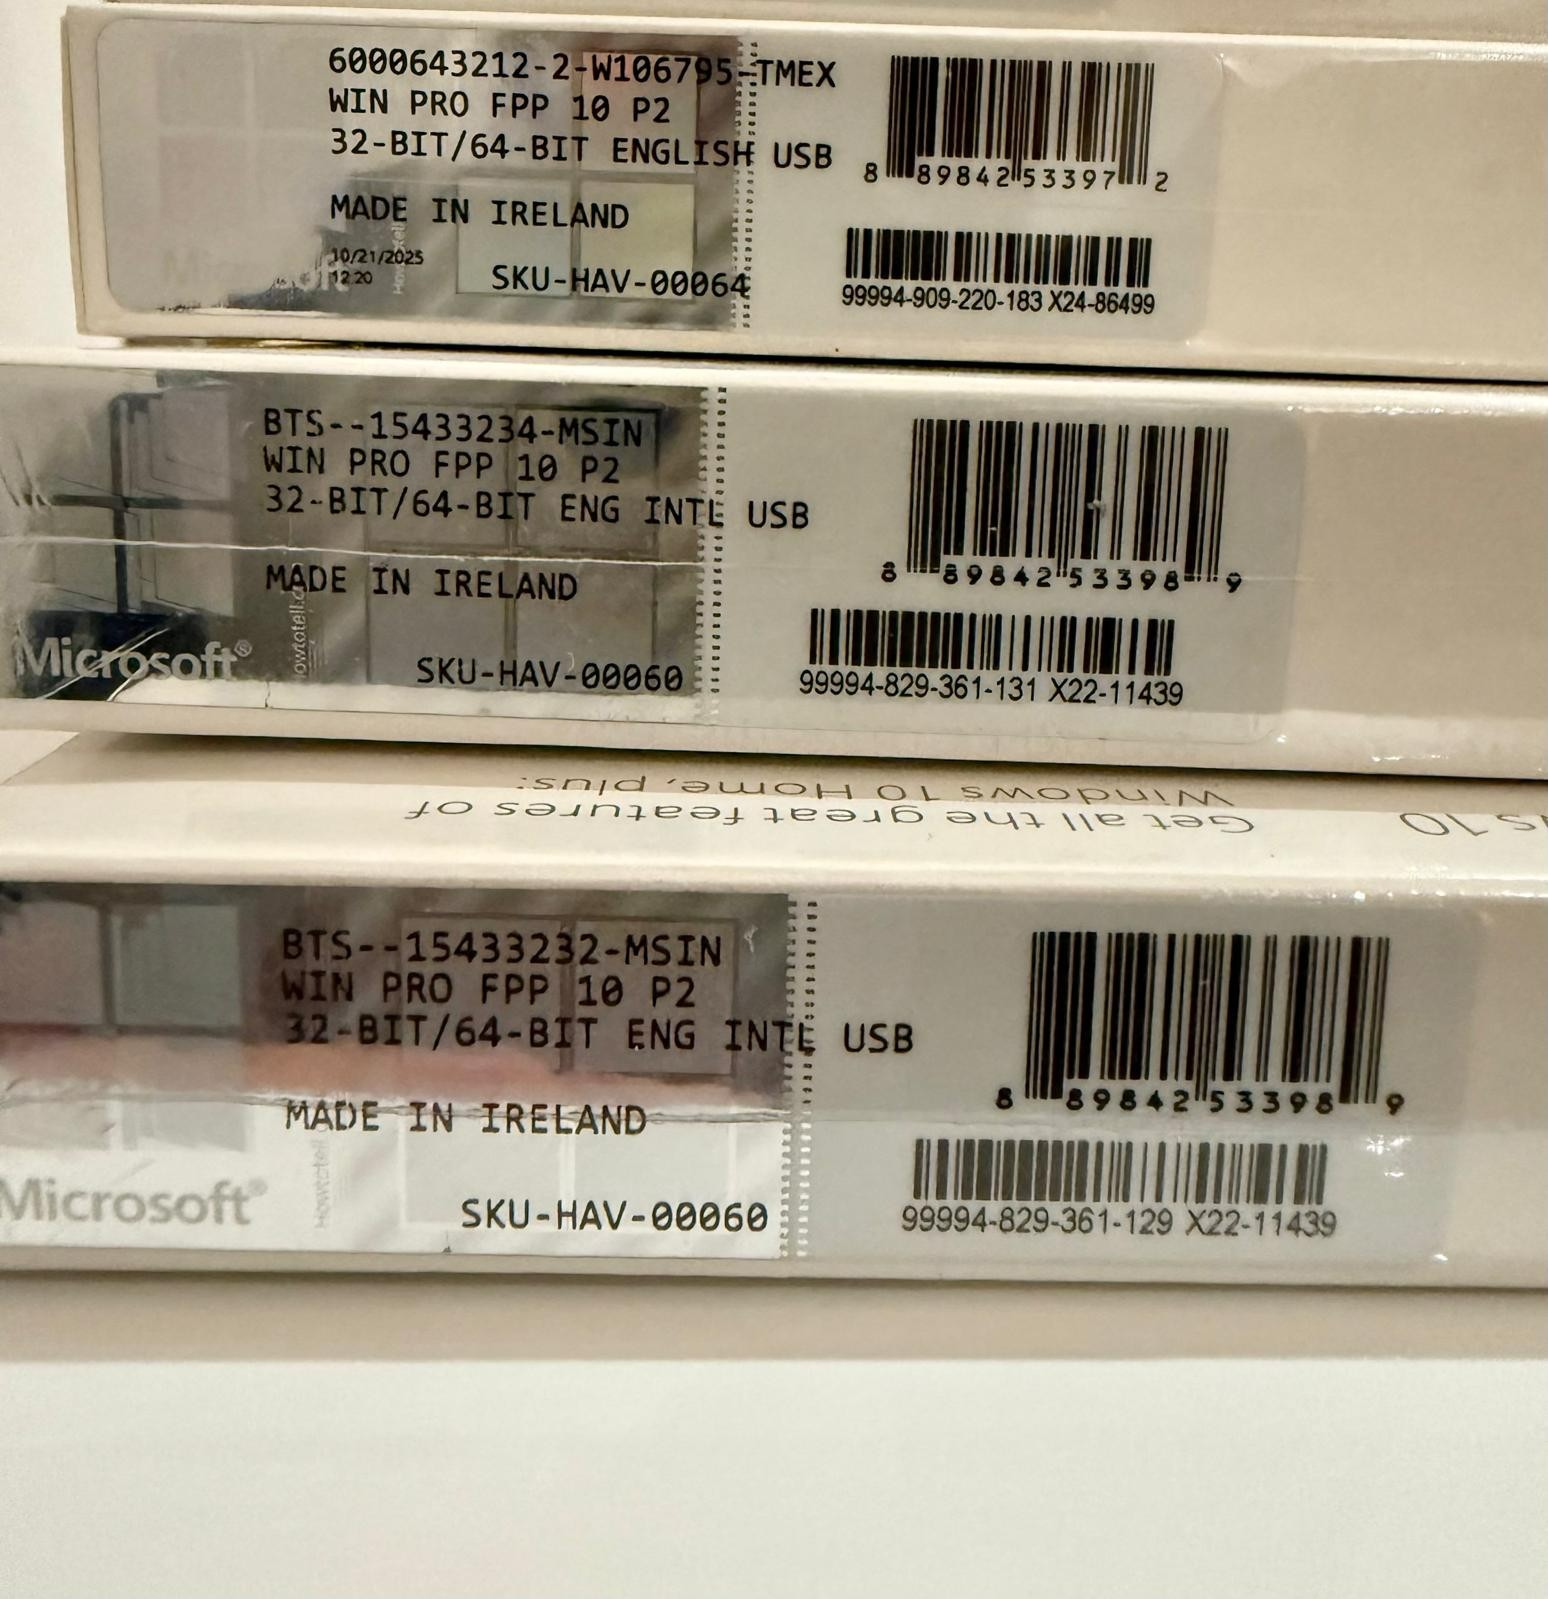 6000643212-2-W106795-TMEX
WIN PRO FPP 10 P2
32-BIT/64-BIT ENGLISH USB
MADE IN IRELAND
10/21/2025
12:20
SKU-HAV-00064
8 89842 53397 2
99994-909-220-183 X24-86499
BTS--15433234-MSIN
WIN PRO FPP 10 P2
32-BIT/64-BIT ENG INTL USB
MADE IN IRELAND
Microsoft®
SKU-HAV-00060
8 89842 53398 9
99994-829-361-131 X22-11439
Get all the great features of
Windows 10 Home, plus:
10
BTS--15433232-MSIN
WIN PRO FPP 10 P2
32-BIT/64-BIT ENG INTL USB
MADE IN IRELAND
Microsoft®
SKU-HAV-00060
8 89842 53398 9
99994-829-361-129 X22-11439